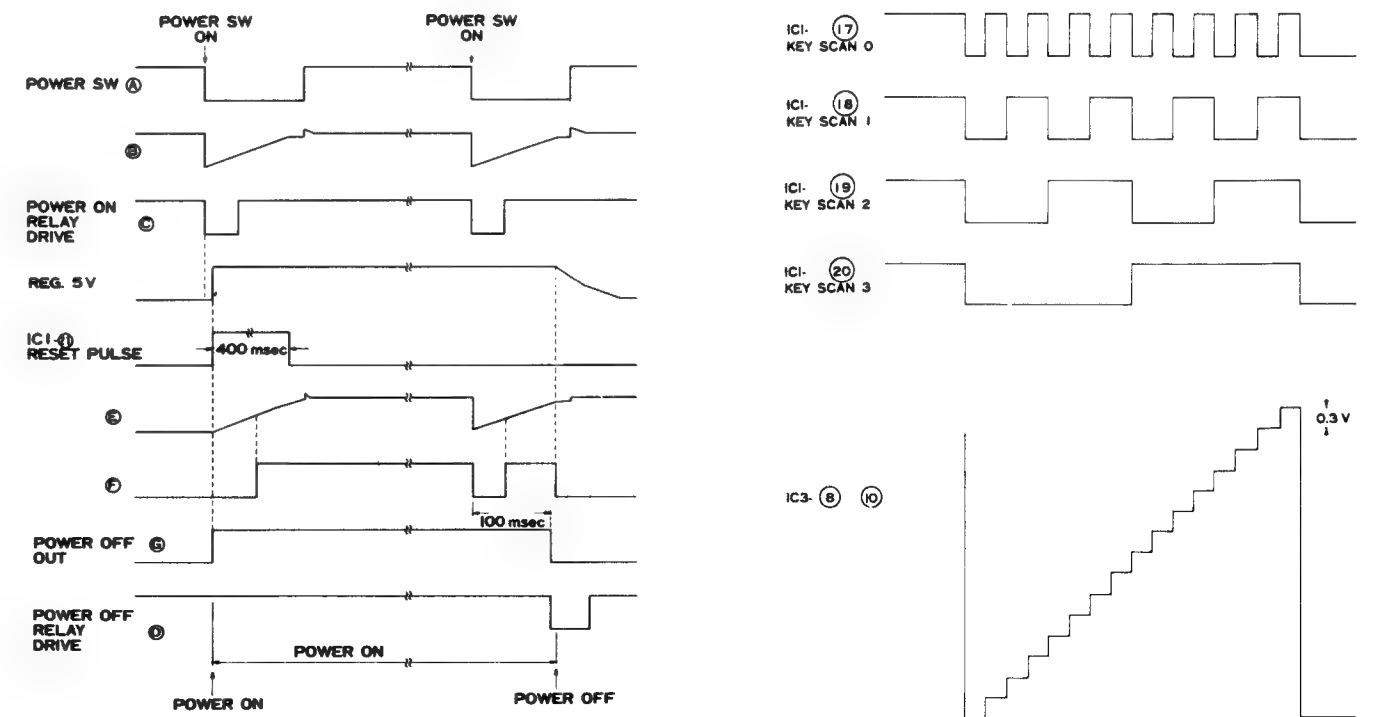 POWER SW
ON
POWER SW
ON
POWER SW Ⓐ
Ⓑ
POWER ON
RELAY
DRIVE
Ⓒ
REG. 5V
IC1-㉑
RESET PULSE
400 msec
Ⓔ
Ⓕ
100 msec
POWER OFF
OUT
Ⓖ
POWER OFF
RELAY
DRIVE
Ⓓ
POWER ON
POWER ON
POWER OFF
IC1- ⑰
KEY SCAN 0
IC1- ⑱
KEY SCAN 1
IC1- ⑲
KEY SCAN 2
IC1- ⑳
KEY SCAN 3
0.3 V
IC3- ⑧ ⑩